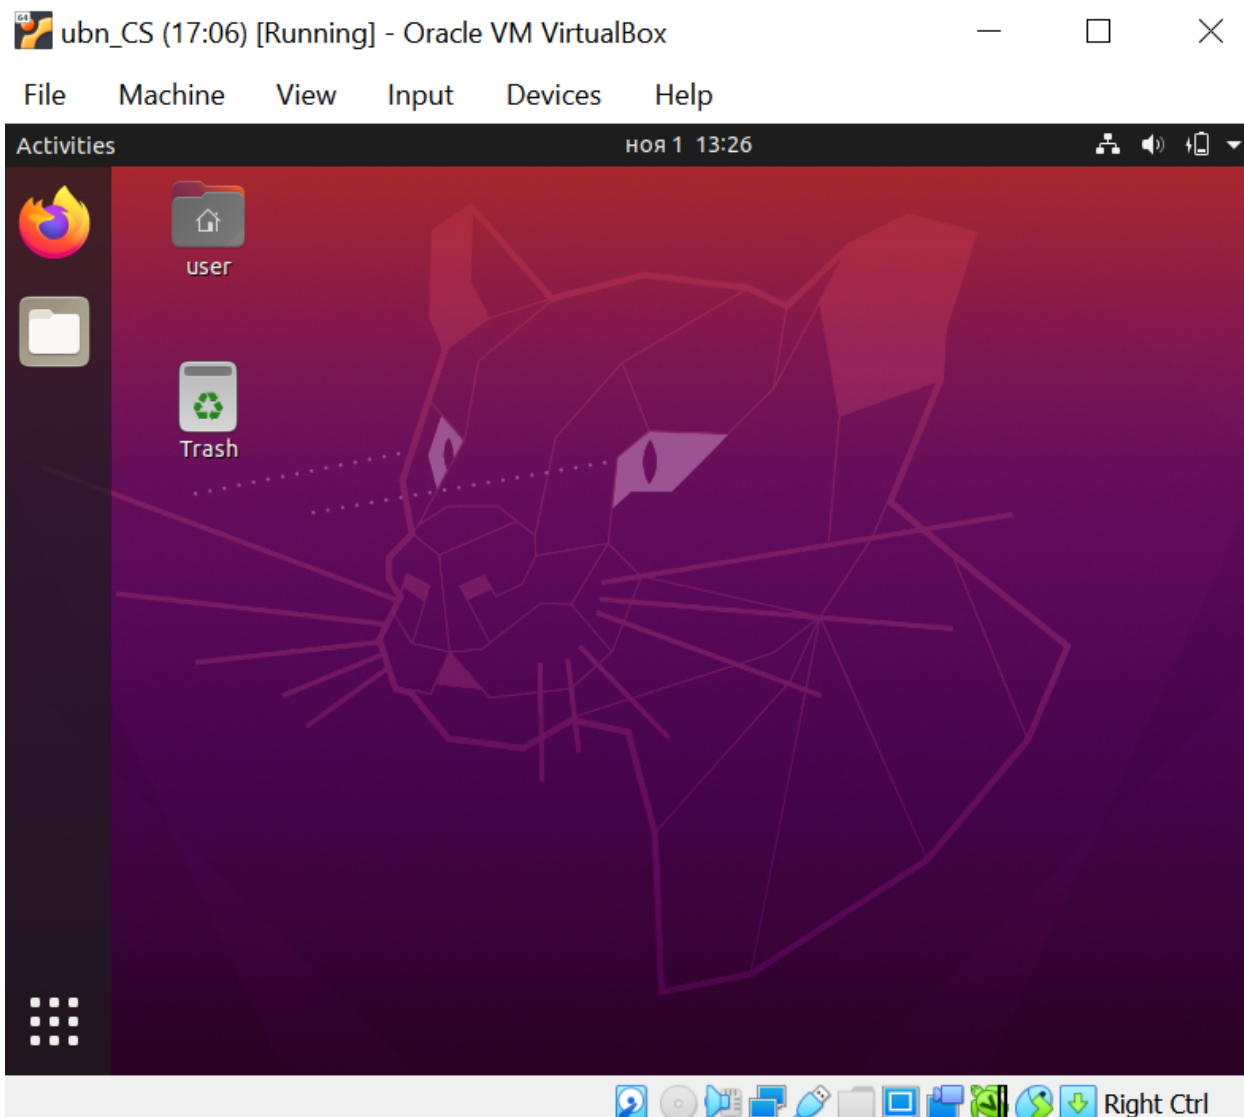 64
ubn_CS (17:06) [Running] - Oracle VM VirtualBox
File Machine View Input Devices Help
Activities ноя 1 13:26
user
Trash
Right Ctrl